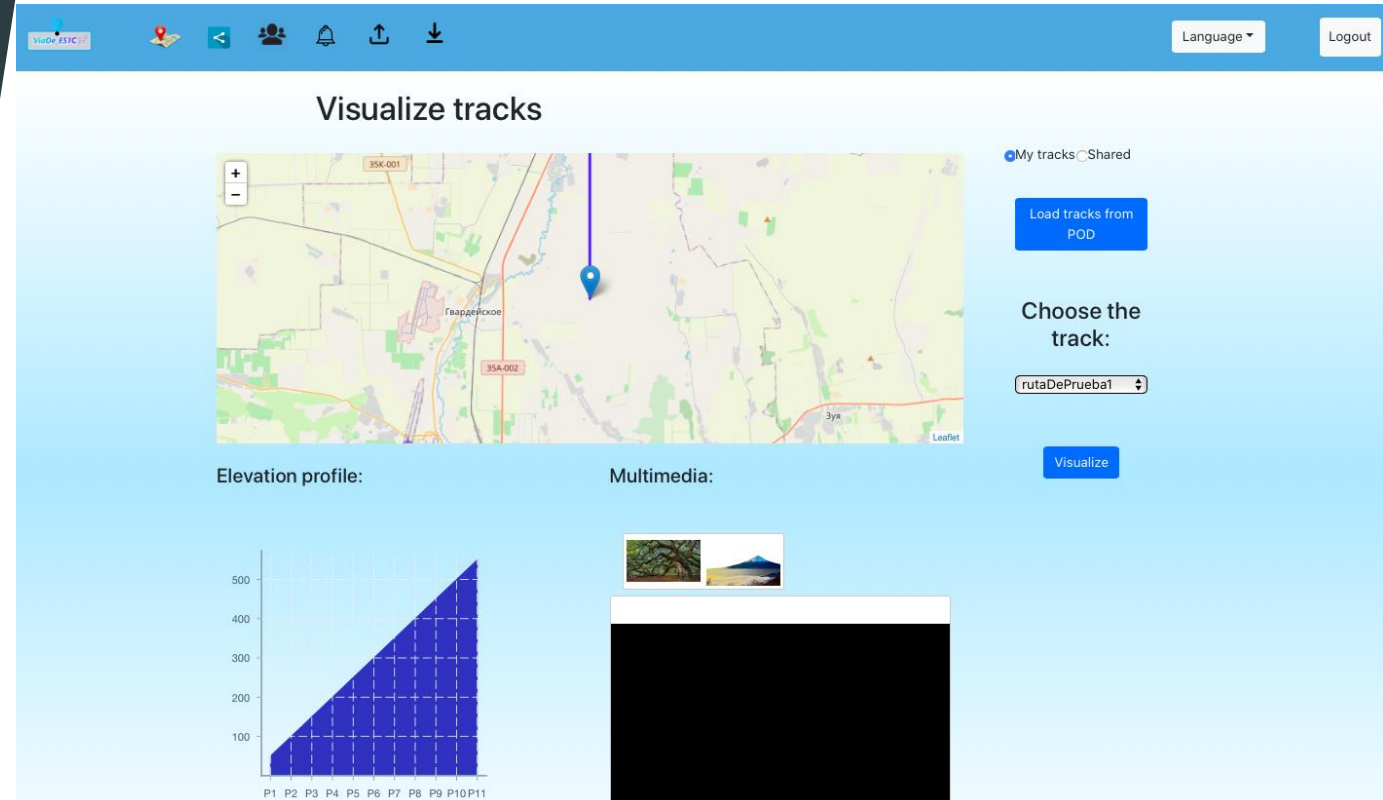 ViaDe_ES1C
Language
Logout
Visualize tracks
My tracks Shared
+
−
35K-001
Гвардейское
35A-002
Зуя
Leaflet
Load tracks from
POD
Choose the
track:
rutaDePrueba1
Visualize
Elevation profile:
Multimedia:
500
400
300
200
100
P1 P2 P3 P4 P5 P6 P7 P8 P9 P10 P11